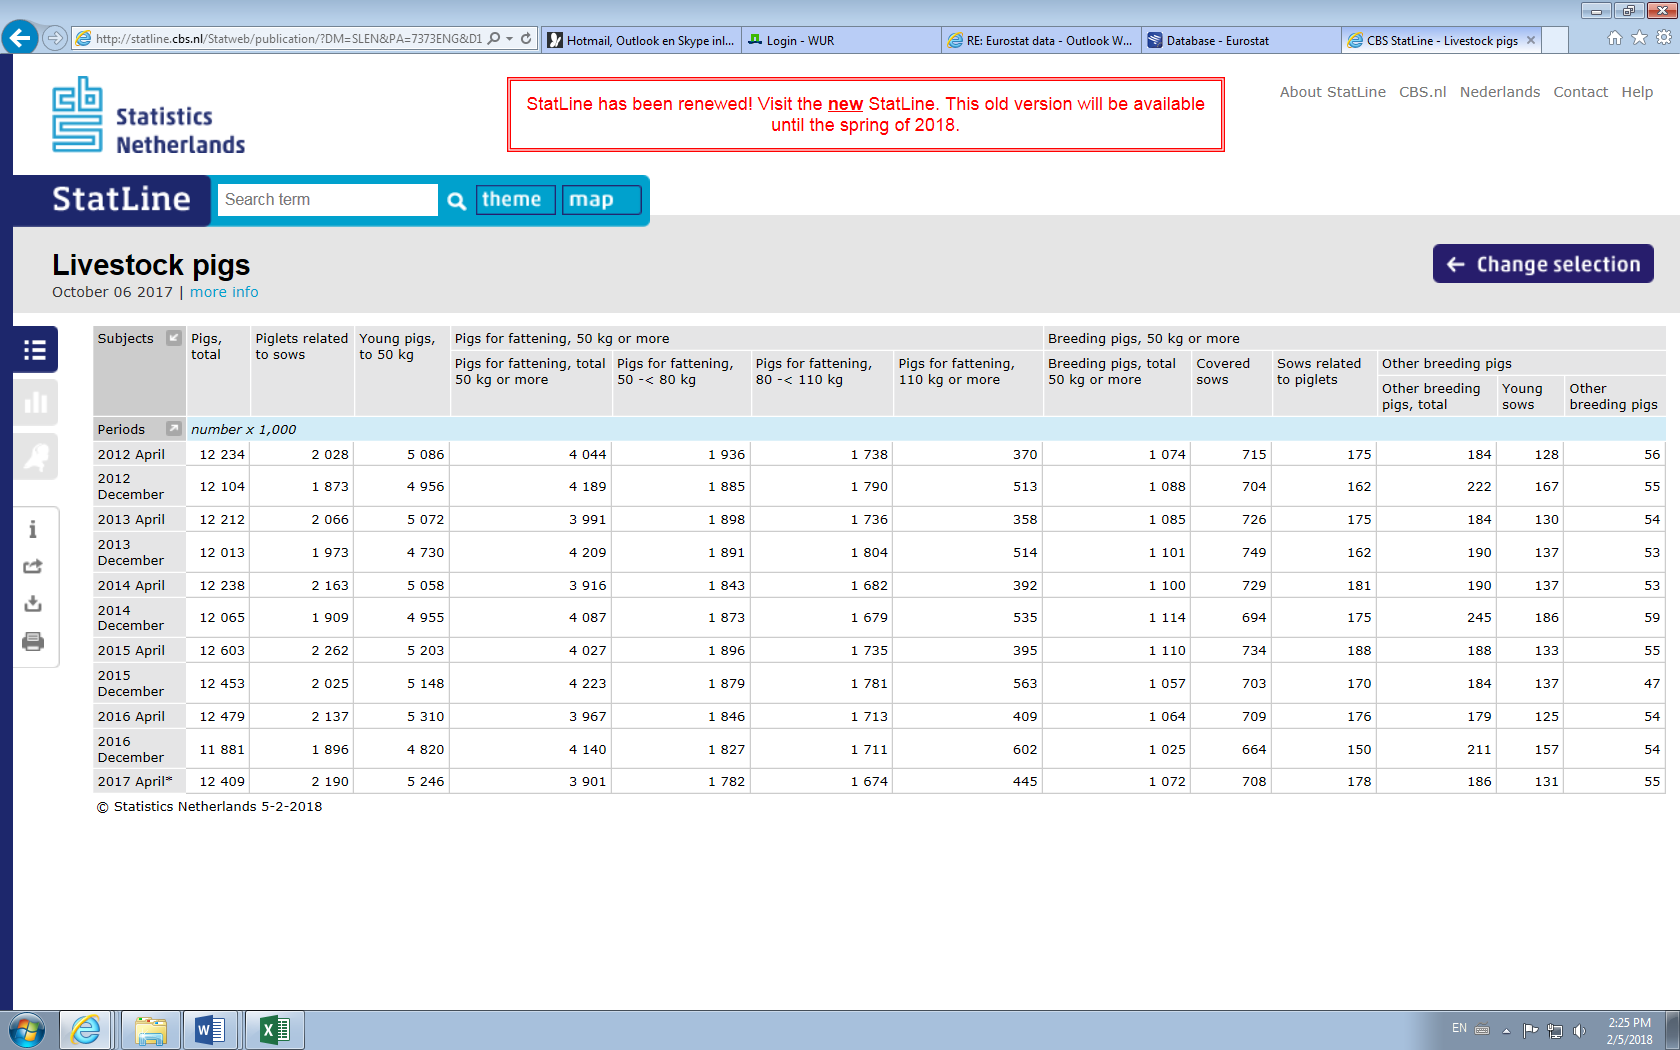 http://statline.cbs.nl/Statweb/publication/?DM=SLEN&PA=7373ENG&D1
Hotmail, Outlook en Skype inl...
Login - WUR
RE: Eurostat data - Outlook W...
Database - Eurostat
CBS StatLine - Livestock pigs
cb
Statistics
Netherlands
StatLine has been renewed! Visit the new StatLine. This old version will be available
until the spring of 2018.
About StatLine CBS.nl Nederlands Contact Help
StatLine Search term theme map
Livestock pigs
October 06 2017 | more info
Change selection
Subjects Pigs, total Piglets related to sows Young pigs, to 50 kg Pigs for fattening, 50 kg or more Breeding pigs, 50 kg or more
Pigs for fattening, total 50 kg or more Pigs for fattening, 50 -< 80 kg Pigs for fattening, 80 -< 110 kg Pigs for fattening, 110 kg or more Breeding pigs, total 50 kg or more Covered sows Sows related to piglets Other breeding pigs
Other breeding pigs, total Young sows Other breeding pigs
Periods number x 1,000
2012 April 12 234 2 028 5 086 4 044 1 936 1 738 370 1 074 715 175 184 128 56
2012 December 12 104 1 873 4 956 4 189 1 885 1 790 513 1 088 704 162 222 167 55
2013 April 12 212 2 066 5 072 3 991 1 898 1 736 358 1 085 726 175 184 130 54
2013 December 12 013 1 973 4 730 4 209 1 891 1 804 514 1 101 749 162 190 137 53
2014 April 12 238 2 163 5 058 3 916 1 843 1 682 392 1 100 729 181 190 137 53
2014 December 12 065 1 909 4 955 4 087 1 873 1 679 535 1 114 694 175 245 186 59
2015 April 12 603 2 262 5 203 4 027 1 896 1 735 395 1 110 734 188 188 133 55
2015 December 12 453 2 025 5 148 4 223 1 879 1 781 563 1 057 703 170 184 137 47
2016 April 12 479 2 137 5 310 3 967 1 846 1 713 409 1 064 709 176 179 125 54
2016 December 11 881 1 896 4 820 4 140 1 827 1 711 602 1 025 664 150 211 157 54
2017 April* 12 409 2 190 5 246 3 901 1 782 1 674 445 1 072 708 178 186 131 55
© Statistics Netherlands 5-2-2018
EN
2:25 PM
2/5/2018